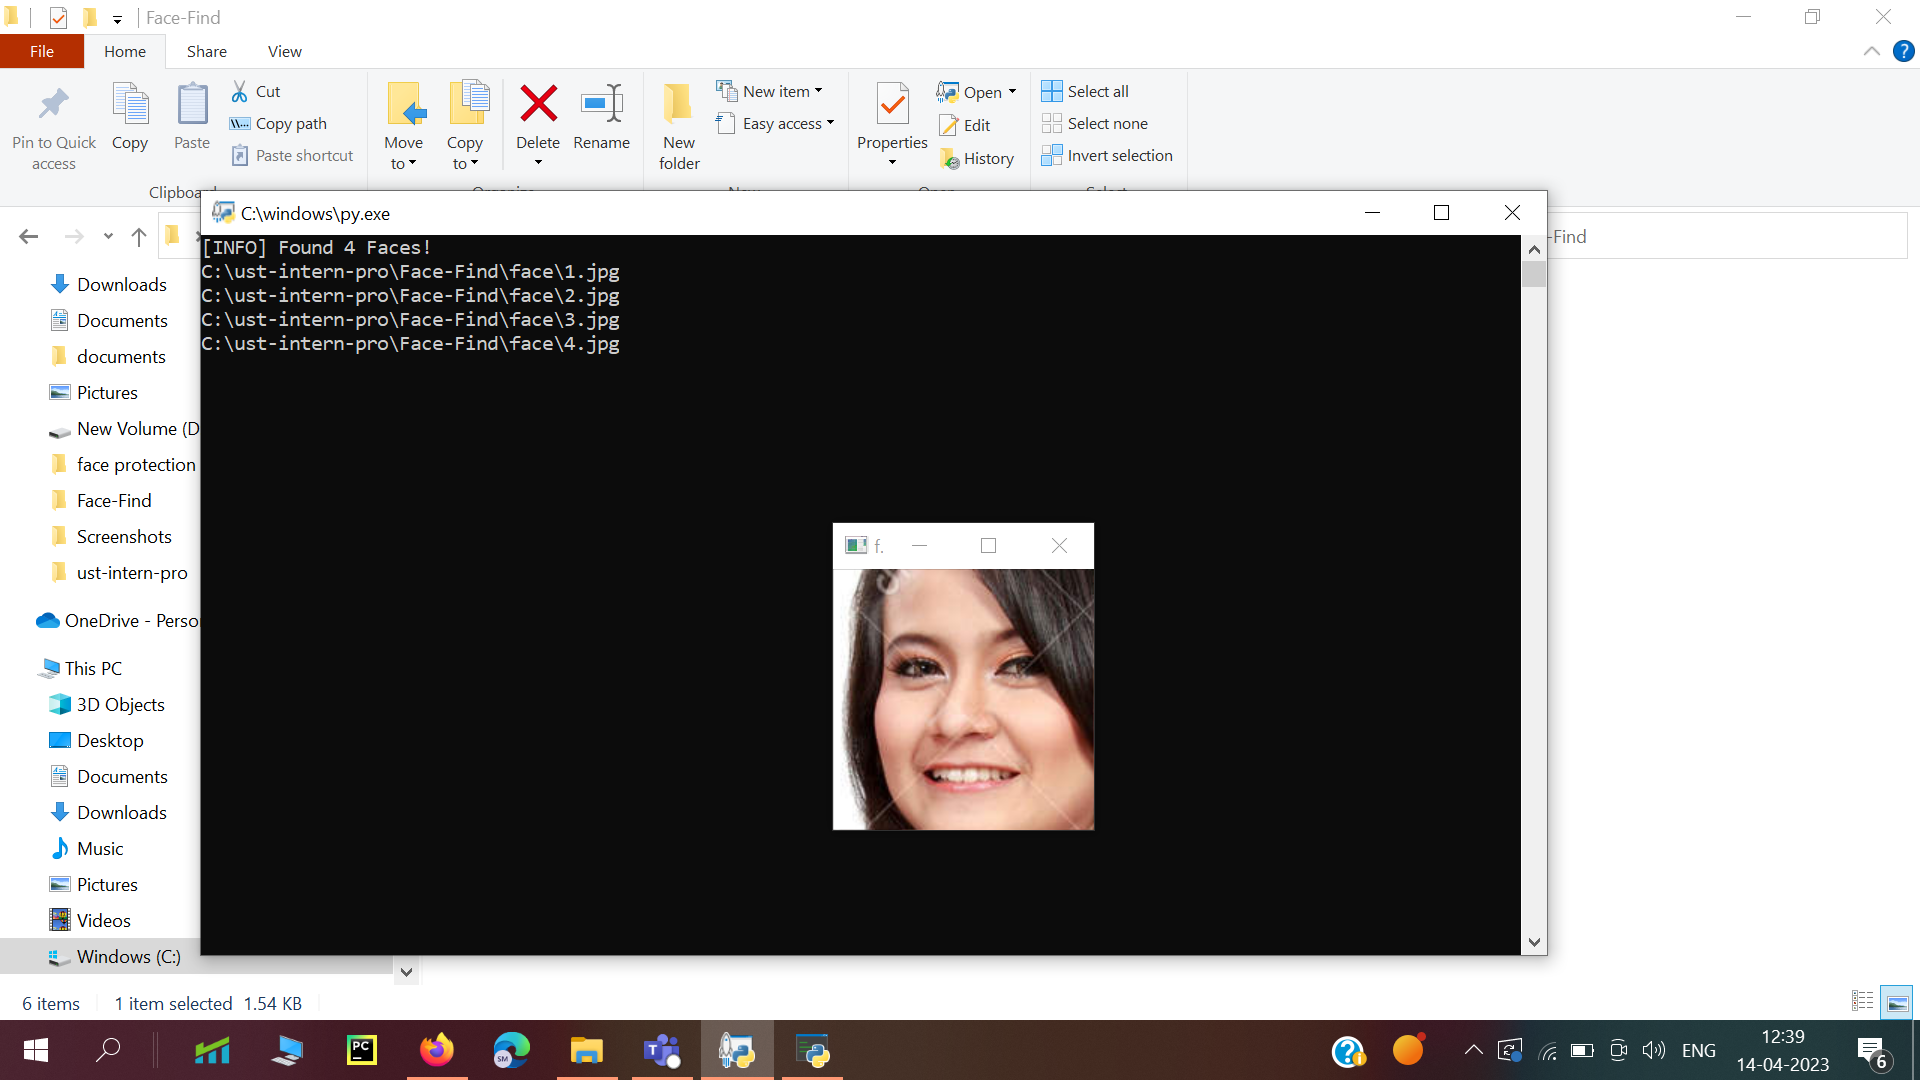 Face-Find
File
Home
Share
View
Pin to Quick access
Copy
Paste
Cut
Copy path
Paste shortcut
Move to
Copy to
Delete
Rename
New folder
New item
Easy access
Properties
Open
Edit
History
Select all
Select none
Invert selection
C:\windows\py.exe
-Find
[INFO] Found 4 Faces!
C:\ust-intern-pro\Face-Find\face\1.jpg
C:\ust-intern-pro\Face-Find\face\2.jpg
C:\ust-intern-pro\Face-Find\face\3.jpg
C:\ust-intern-pro\Face-Find\face\4.jpg
f.
Downloads
Documents
documents
Pictures
New Volume (D
face protection
Face-Find
Screenshots
ust-intern-pro
OneDrive - Perso
This PC
3D Objects
Desktop
Documents
Downloads
Music
Pictures
Videos
Windows (C:)
6 items
1 item selected 1.54 KB
PC
SM
ENG
12:39
14-04-2023
6